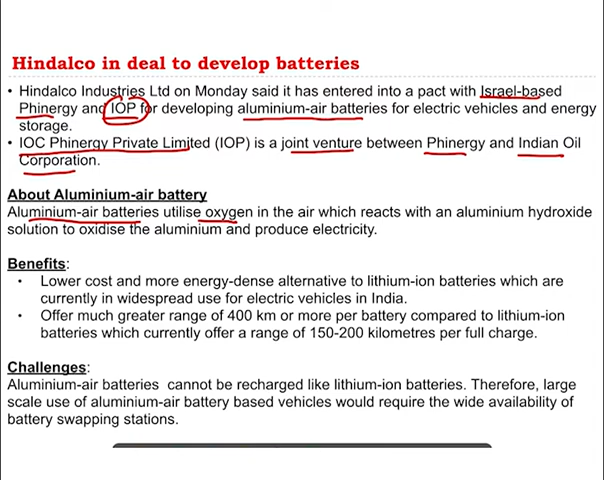 Hindalco in deal to develop batteries
• Hindalco Industries Ltd on Monday said it has entered into a pact with Israel-based
Phinergy and IOP for developing aluminium-air batteries for electric vehicles and energy
storage.
• IOC Phinergy Private Limited (IOP) is a joint venture between Phinergy and Indian Oil
Corporation.
About Aluminium-air battery
Aluminium-air batteries utilise oxygen in the air which reacts with an aluminium hydroxide
solution to oxidise the aluminium and produce electricity.
Benefits:
• Lower cost and more energy-dense alternative to lithium-ion batteries which are
currently in widespread use for electric vehicles in India.
• Offer much greater range of 400 km or more per battery compared to lithium-ion
batteries which currently offer a range of 150-200 kilometres per full charge.
Challenges:
Aluminium-air batteries cannot be recharged like lithium-ion batteries. Therefore, large
scale use of aluminium-air battery based vehicles would require the wide availability of
battery swapping stations.